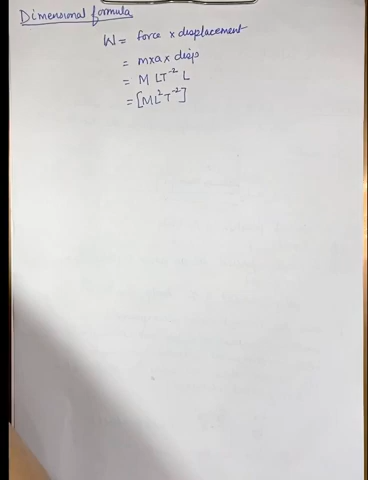 Dimensional formula
W = force x displacement
= m x a x disp
= M LT⁻² L
= [ML²T⁻²]